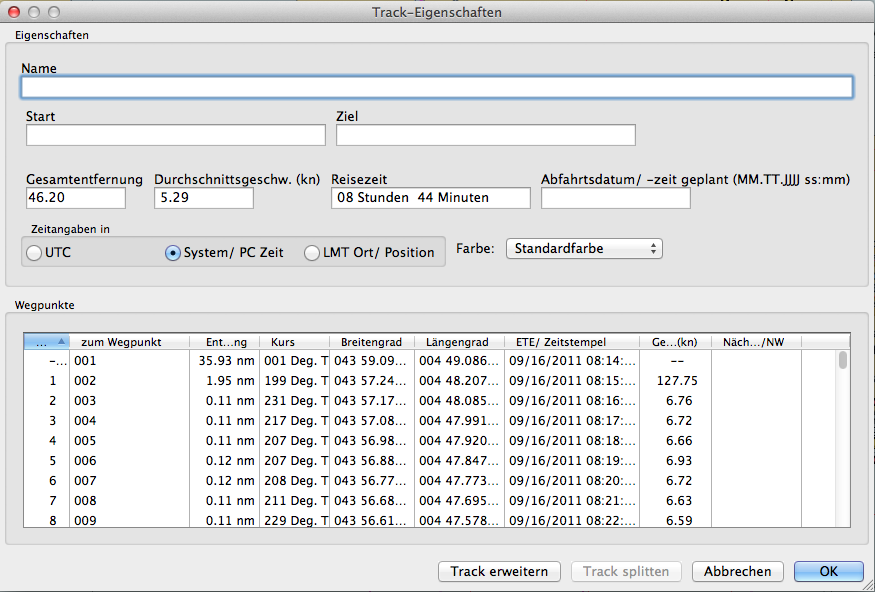 Track-Eigenschaften
Eigenschaften
Name
Start Ziel
Gesamtentfernung Durchschnittsgeschw. (kn) Reisezeit Abfahrtsdatum/ -zeit geplant (MM.TT.JJJJ ss:mm)
46.20 5.29 08 Stunden 44 Minuten
Zeitangaben in
UTC System/ PC Zeit LMT Ort/ Position Farbe: Standardfarbe
Wegpunkte
... zum Wegpunkt Ent...ng Kurs Breitengrad Längengrad ETE/ Zeitstempel Ge...(kn) Näch.../NW
-... 001 35.93 nm 001 Deg. T 043 59.09... 004 49.086... 09/16/2011 08:14:... --
1 002 1.95 nm 199 Deg. T 043 57.24... 004 48.207... 09/16/2011 08:15:... 127.75
2 003 0.11 nm 231 Deg. T 043 57.17... 004 48.085... 09/16/2011 08:16:... 6.76
3 004 0.11 nm 217 Deg. T 043 57.08... 004 47.991... 09/16/2011 08:17:... 6.72
4 005 0.11 nm 207 Deg. T 043 56.98... 004 47.920... 09/16/2011 08:18:... 6.66
5 006 0.12 nm 207 Deg. T 043 56.88... 004 47.847... 09/16/2011 08:19:... 6.93
6 007 0.12 nm 208 Deg. T 043 56.77... 004 47.773... 09/16/2011 08:20:... 6.72
7 008 0.11 nm 211 Deg. T 043 56.68... 004 47.695... 09/16/2011 08:21:... 6.63
8 009 0.11 nm 229 Deg. T 043 56.61... 004 47.578... 09/16/2011 08:22:... 6.59
Track erweitern Track splitten Abbrechen OK